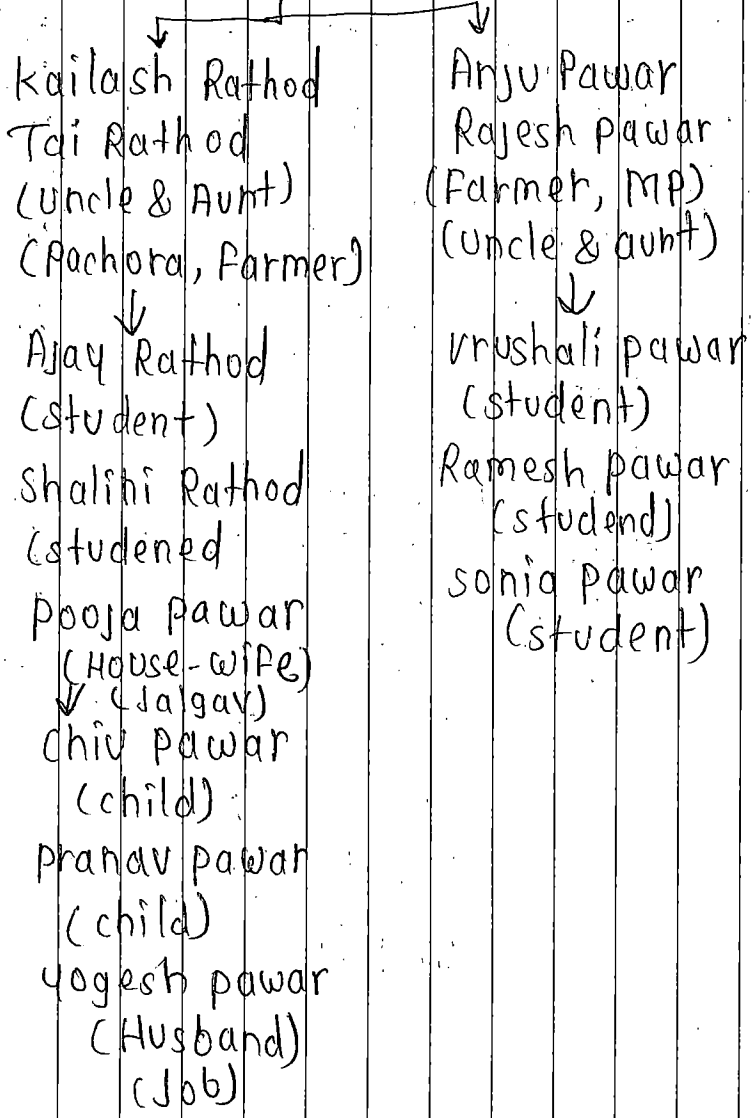 Kailash Rathod
Tai Rathod
(uncle & Aunt)
(Pachora, Farmer)
Ajay Rathod
(student)
Shalini Rathod
(studened
Pooja Pawar
(House-wife)
(Jalgav)
Chiu Pawar
(child)
Pranav Pawar
(child)
Yogesh Pawar
(Husband)
(Job)
Anju Pawar
Rajesh Pawar
(Farmer, MP)
(uncle & aunt)
Vrushali Pawar
(student)
Ramesh Pawar
(studend)
Sonia Pawar
(student)